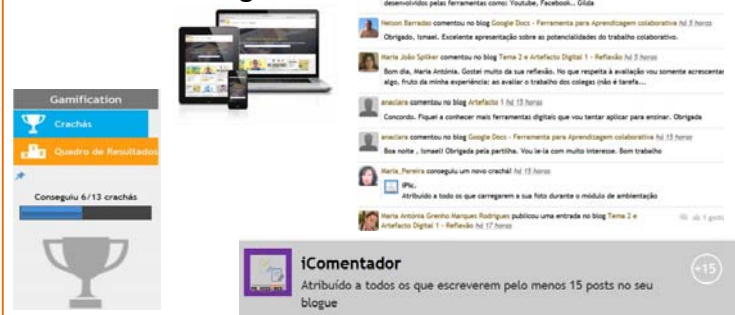 Gamification
Crachás
Quadro de Resultados
Conseguiu 6/13 crachás
desenvolvidos pelas ferramentas como: Youtube, Facebook.. Gilda
Nelson Barradas comentou no blog Google Docs - Ferramenta para Aprendizagem colaborativa há 5 horas
Obrigado, Ismael. Excelente apresentação sobre as potencialidades do trabalho colaborativo.
Maria João Spilker comentou no blog Tema 2 e Artefacto Digital 1 - Reflexão há 5 horas
Bom dia, Maria Antónia. Gostei muito da sua reflexão. No que respeita à avaliação vou somente acrescentar
algo, fruto da minha experiência: ao avaliar o trabalho dos colegas (não é tarefa...
anaclara comentou no blog Artefacto 1 há 15 horas
Concordo. Fiquei a conhecer mais ferramentas digitais que vou tentar aplicar para ensinar. Obrigada
anaclara comentou no blog Google Docs - Ferramenta para Aprendizagem colaborativa há 15 horas
Boa noite , Ismael! Obrigada pela partilha. Vou le-la com muito interesse. Bom trabalho
Maria_Pereira conseguiu um novo crachá! há 15 horas
iPic.
Atribuído a todo os que carregarem a sua foto durante o módulo de ambientação
Maria Antónia Grenho Marques Rodrigues publicou uma entrada no blog Tema 2 e
Artefacto Digital 1 - Reflexão há 17 horas
1 gosto
iComentador
+15
Atribuído a todos os que escreverem pelo menos 15 posts no seu
blogue